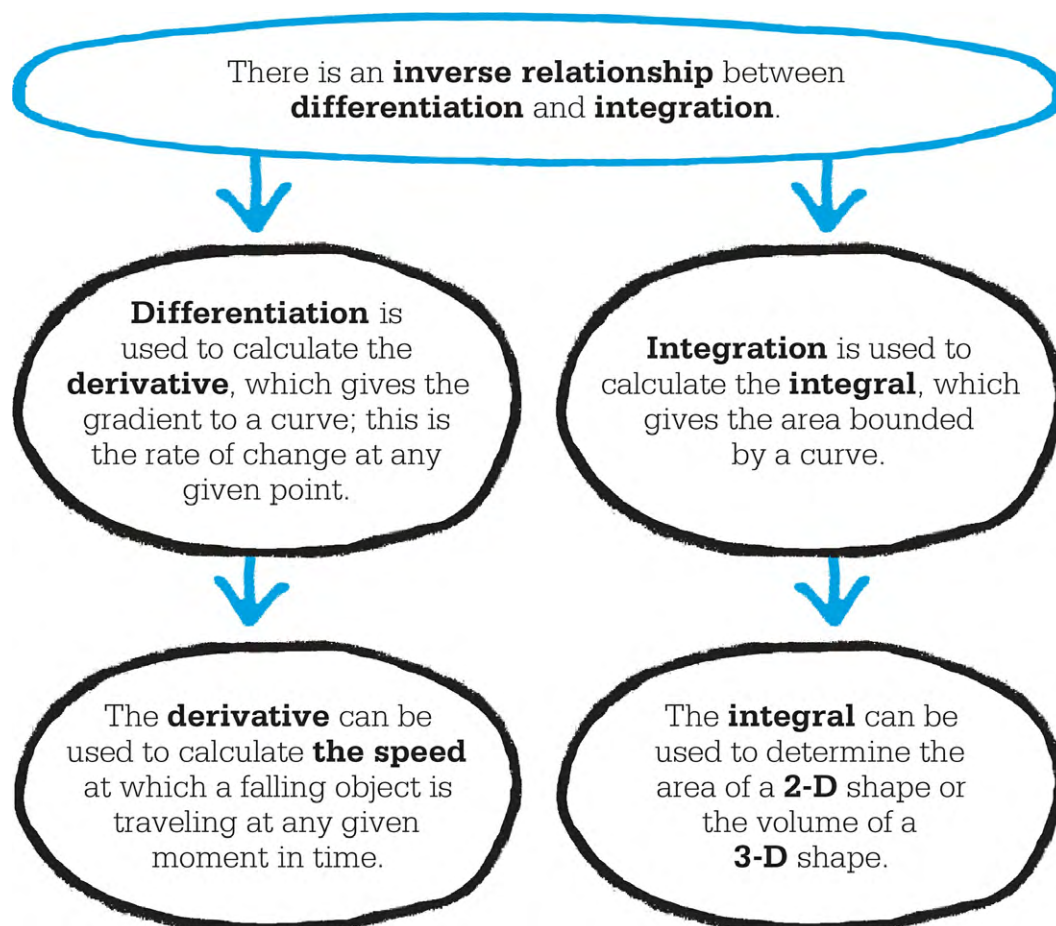 There is an inverse relationship between
differentiation and integration.
Differentiation is
used to calculate the
derivative, which gives the
gradient to a curve; this is
the rate of change at any
given point.
Integration is used to
calculate the integral, which
gives the area bounded
by a curve.
The derivative can be
used to calculate the speed
at which a falling object is
traveling at any given
moment in time.
The integral can be
used to determine the
area of a 2-D shape or
the volume of a
3-D shape.